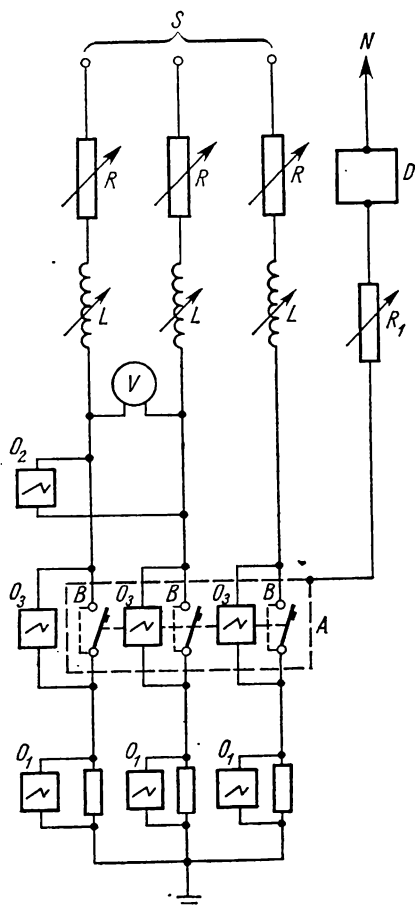 S
N
R R R D
L L L R₁
V
O₂
O₃ B O₃ B O₃ B A
O₁ O₁ O₁